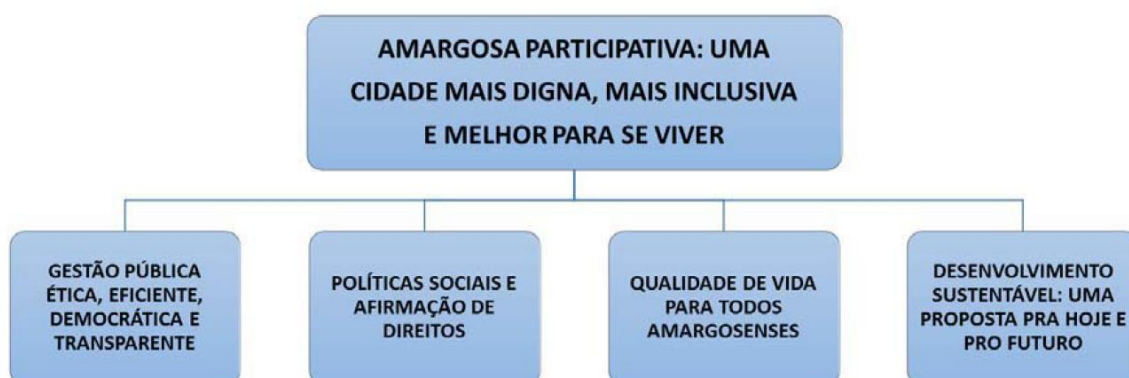 AMARGOSA PARTICIPATIVA: UMA
CIDADE MAIS DIGNA, MAIS INCLUSIVA
E MELHOR PARA SE VIVER
GESTÃO PÚBLICA
ÉTICA, EFICIENTE,
DEMOCRÁTICA E
TRANSPARENTE
POLÍTICAS SOCIAIS E
AFIRMAÇÃO DE
DIREITOS
QUALIDADE DE VIDA
PARA TODOS
AMARGOSENSES
DESENVOLVIMENTO
SUSTENTÁVEL: UMA
PROPOSTA PRA HOJE E
PRO FUTURO